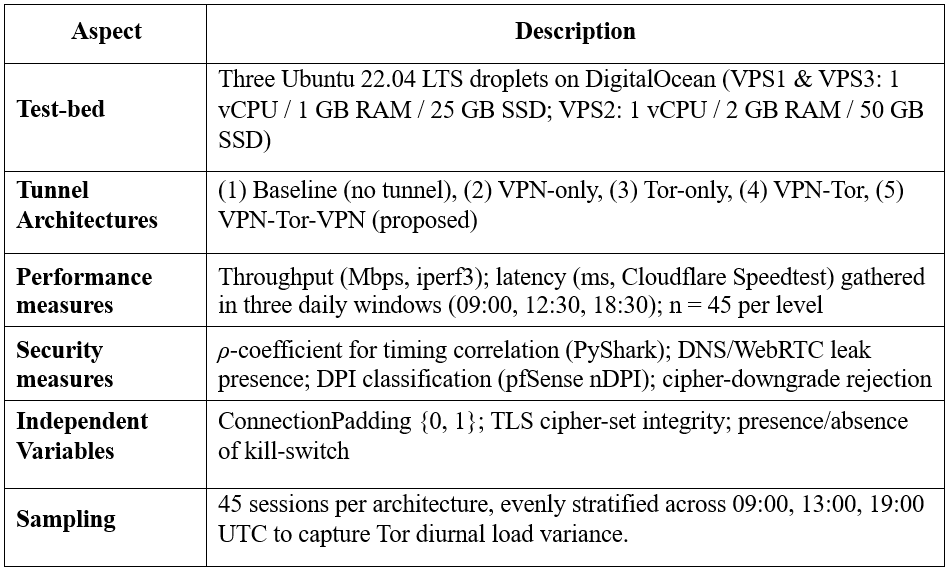 Aspect Description
Test-bed
Three Ubuntu 22.04 LTS droplets on DigitalOcean (VPS1 & VPS3: 1
vCPU / 1 GB RAM / 25 GB SSD; VPS2: 1 vCPU / 2 GB RAM / 50 GB
SSD)
Tunnel
Architectures
(1) Baseline (no tunnel), (2) VPN-only, (3) Tor-only, (4) VPN-Tor, (5)
VPN-Tor-VPN (proposed)
Performance
measures
Throughput (Mbps, iperf3); latency (ms, Cloudflare Speedtest) gathered
in three daily windows (09:00, 12:30, 18:30); n = 45 per level
Security
measures
ρ-coefficient for timing correlation (PyShark); DNS/WebRTC leak
presence; DPI classification (pfSense nDPI); cipher-downgrade rejection
Independent
Variables
ConnectionPadding {0, 1}; TLS cipher-set integrity; presence/absence
of kill-switch
Sampling
45 sessions per architecture, evenly stratified across 09:00, 13:00, 19:00
UTC to capture Tor diurnal load variance.